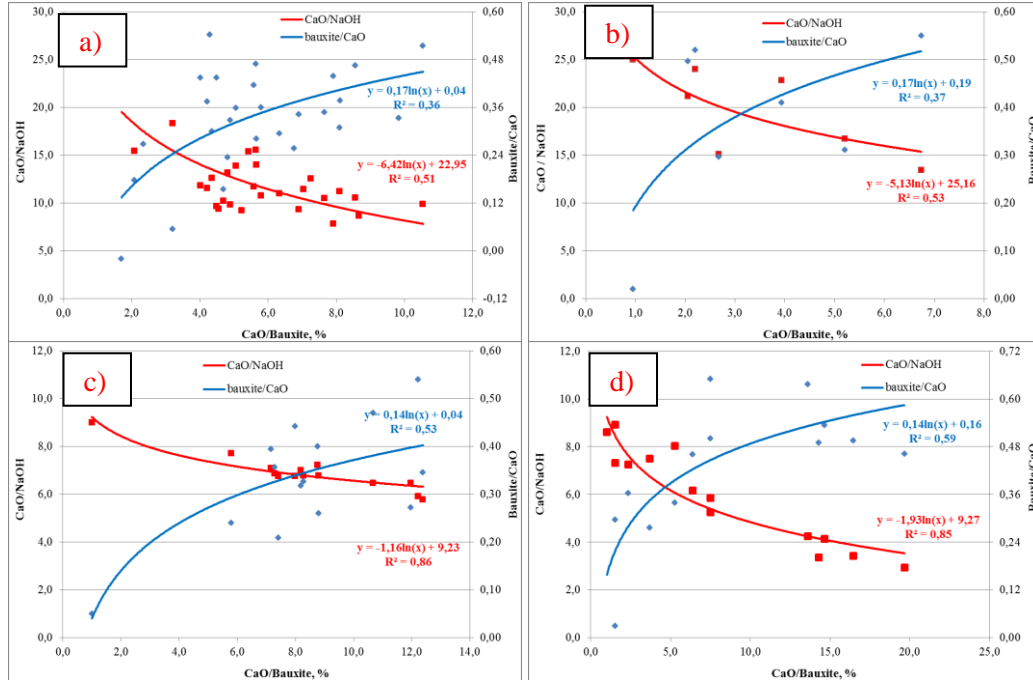 a)
CaO/NaOH
bauxite/CaO
y = 0,17ln(x) + 0,04
R² = 0,36
y = -6,42ln(x) + 22,95
R² = 0,51
30,0
25,0
20,0
15,0
10,0
5,0
0,0
0,60
0,48
0,36
0,24
0,12
0,00
-0,12
0,0 2,0 4,0 6,0 8,0 10,0 12,0
CaO/NaOH
Bauxite/CaO
CaO/Bauxite, %
b)
CaO/NaOH
bauxite/CaO
y = 0,17ln(x) + 0,19
R² = 0,37
y = -5,13ln(x) + 25,16
R² = 0,53
30,0
25,0
20,0
15,0
10,0
5,0
0,0
0,60
0,50
0,40
0,30
0,20
0,10
0,00
0,0 1,0 2,0 3,0 4,0 5,0 6,0 7,0 8,0
CaO / NaOH
Bauxite/CaO
CaO/Bauxite, %
c)
CaO/NaOH
bauxite/CaO
y = 0,14ln(x) + 0,04
R² = 0,53
y = -1,16ln(x) + 9,23
R² = 0,86
12,0
10,0
8,0
6,0
4,0
2,0
0,0
0,60
0,50
0,40
0,30
0,20
0,10
0,00
0,0 2,0 4,0 6,0 8,0 10,0 12,0 14,0
CaO/NaOH
Bauxite/CaO
CaO/Bauxite, %
d)
CaO/NaOH
bauxite/CaO
y = 0,14ln(x) + 0,16
R² = 0,59
y = -1,93ln(x) + 9,27
R² = 0,85
12,0
10,0
8,0
6,0
4,0
2,0
0,0
0,72
0,60
0,48
0,36
0,24
0,12
0,00
0,0 5,0 10,0 15,0 20,0 25,0
CaO/NaOH
Bauxite/CaO
CaO/Bauxite, %